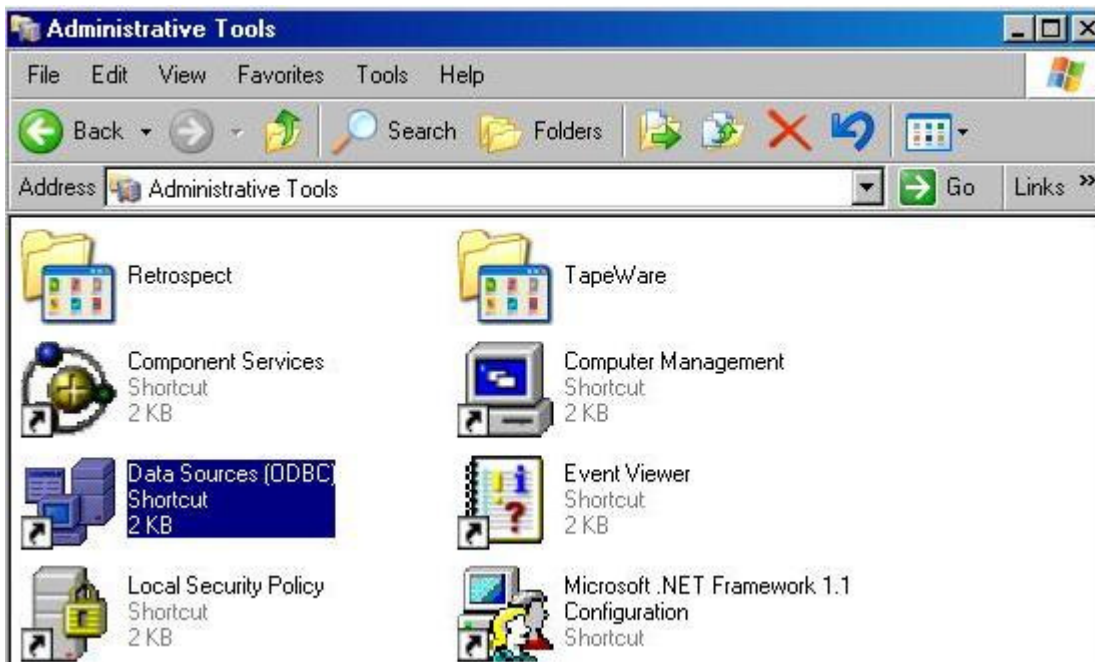 Administrative Tools
File Edit View Favorites Tools Help
Back Search Folders
Address Administrative Tools Go Links »
Retrospect
TapeWare
Component Services
Shortcut
2 KB
Computer Management
Shortcut
2 KB
Data Sources (ODBC)
Shortcut
2 KB
Event Viewer
Shortcut
2 KB
Local Security Policy
Shortcut
2 KB
Microsoft .NET Framework 1.1
Configuration
Shortcut